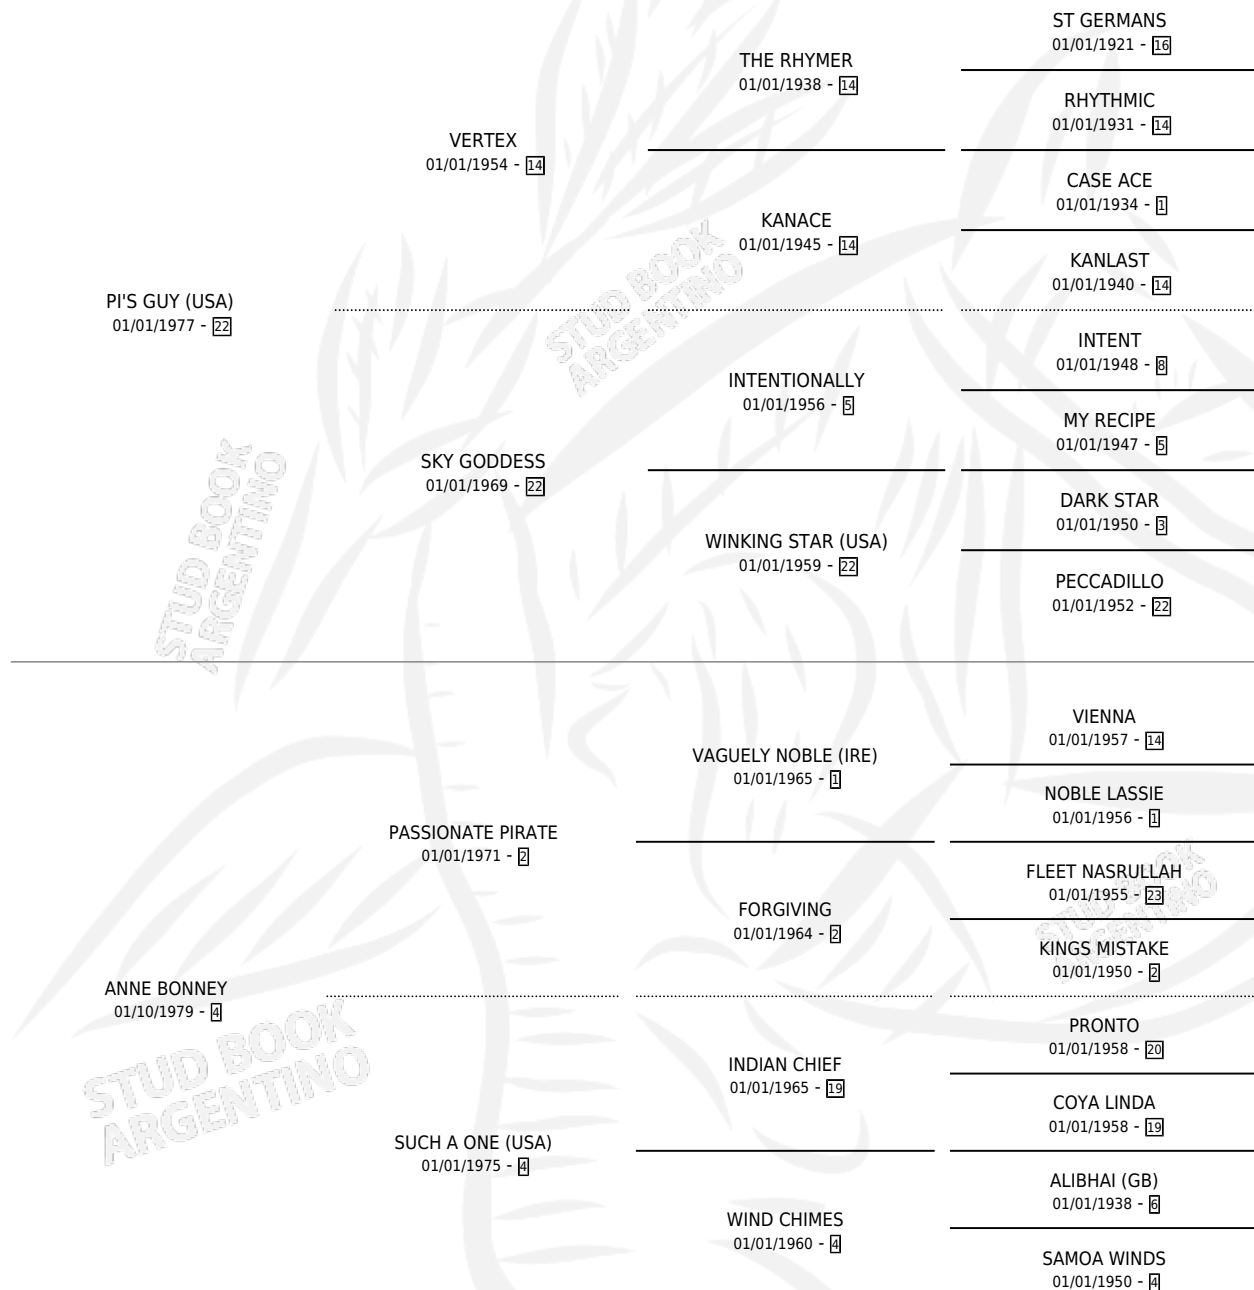 ST GERMANS
01/01/1921 - 16
THE RHYMER
01/01/1938 - 14
RHYTHMIC
01/01/1931 - 14
VERTEX
01/01/1954 - 14
CASE ACE
01/01/1934 - 1
KANACE
01/01/1945 - 14
KANLAST
01/01/1940 - 14
PI'S GUY (USA)
01/01/1977 - 22
INTENT
01/01/1948 - 8
INTENTIONALLY
01/01/1956 - 5
MY RECIPE
01/01/1947 - 5
SKY GODDESS
01/01/1969 - 22
DARK STAR
01/01/1950 - 3
WINKING STAR (USA)
01/01/1959 - 22
PECCADILLO
01/01/1952 - 22
STUD BOOK
ARGENTINO
STUD BOOK
ARGENTINO
VIENNA
01/01/1957 - 14
VAGUELY NOBLE (IRE)
01/01/1965 - 1
NOBLE LASSIE
01/01/1956 - 1
PASSIONATE PIRATE
01/01/1971 - 2
FLEET NASRULLAH
01/01/1955 - 23
FORGIVING
01/01/1964 - 2
KINGS MISTAKE
01/01/1950 - 2
STUD BOOK
ARGENTINO
ANNE BONNEY
01/10/1979 - 4
PRONTO
01/01/1958 - 20
INDIAN CHIEF
01/01/1965 - 19
COYA LINDA
01/01/1958 - 19
STUD BOOK
ARGENTINO
SUCH A ONE (USA)
01/01/1975 - 4
ALIBHAI (GB)
01/01/1938 - 6
WIND CHIMES
01/01/1960 - 4
SAMOA WINDS
01/01/1950 - 4